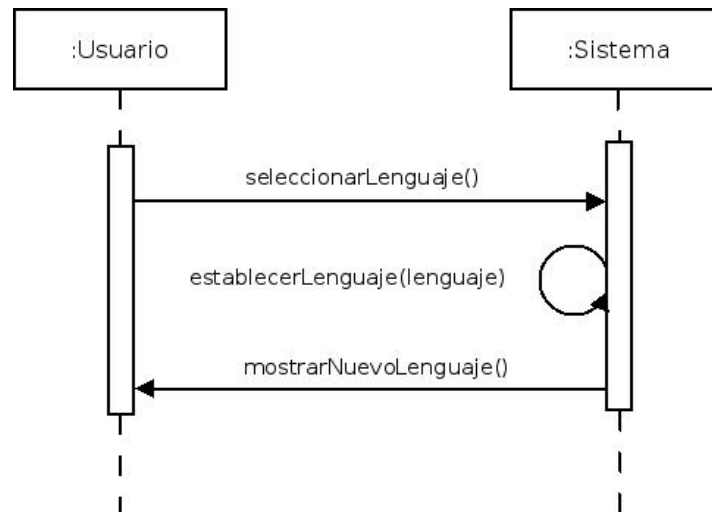 :Usuario
:Sistema
seleccionarLenguaje()
establecerLenguaje(lenguaje)
mostrarNuevoLenguaje()